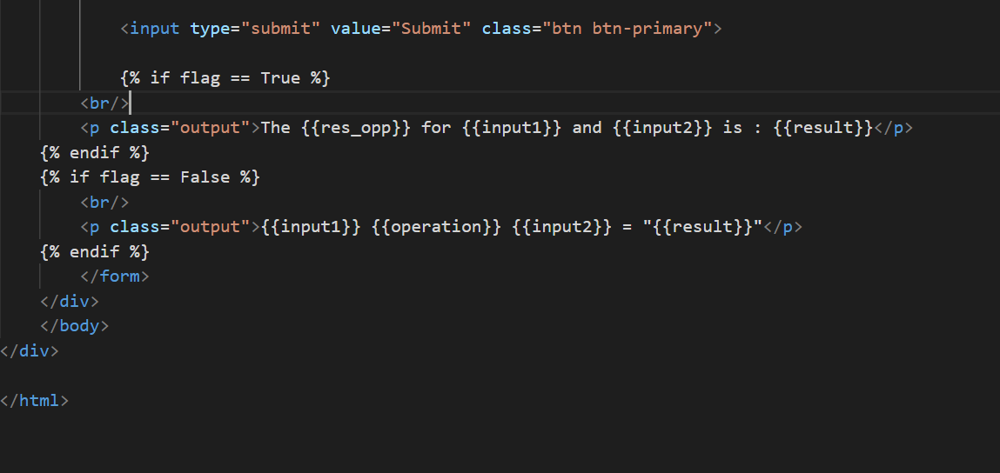 <input type="submit" value="Submit" class="btn btn-primary">
{% if flag == True %}
<br/>
<p class="output">The {{res_opp}} for {{input1}} and {{input2}} is : {{result}}</p>
{% endif %}
{% if flag == False %}
<br/>
<p class="output">{{input1}} {{operation}} {{input2}} = "{{result}}"</p>
{% endif %}
</form>
</div>
</body>
</div>
</html>